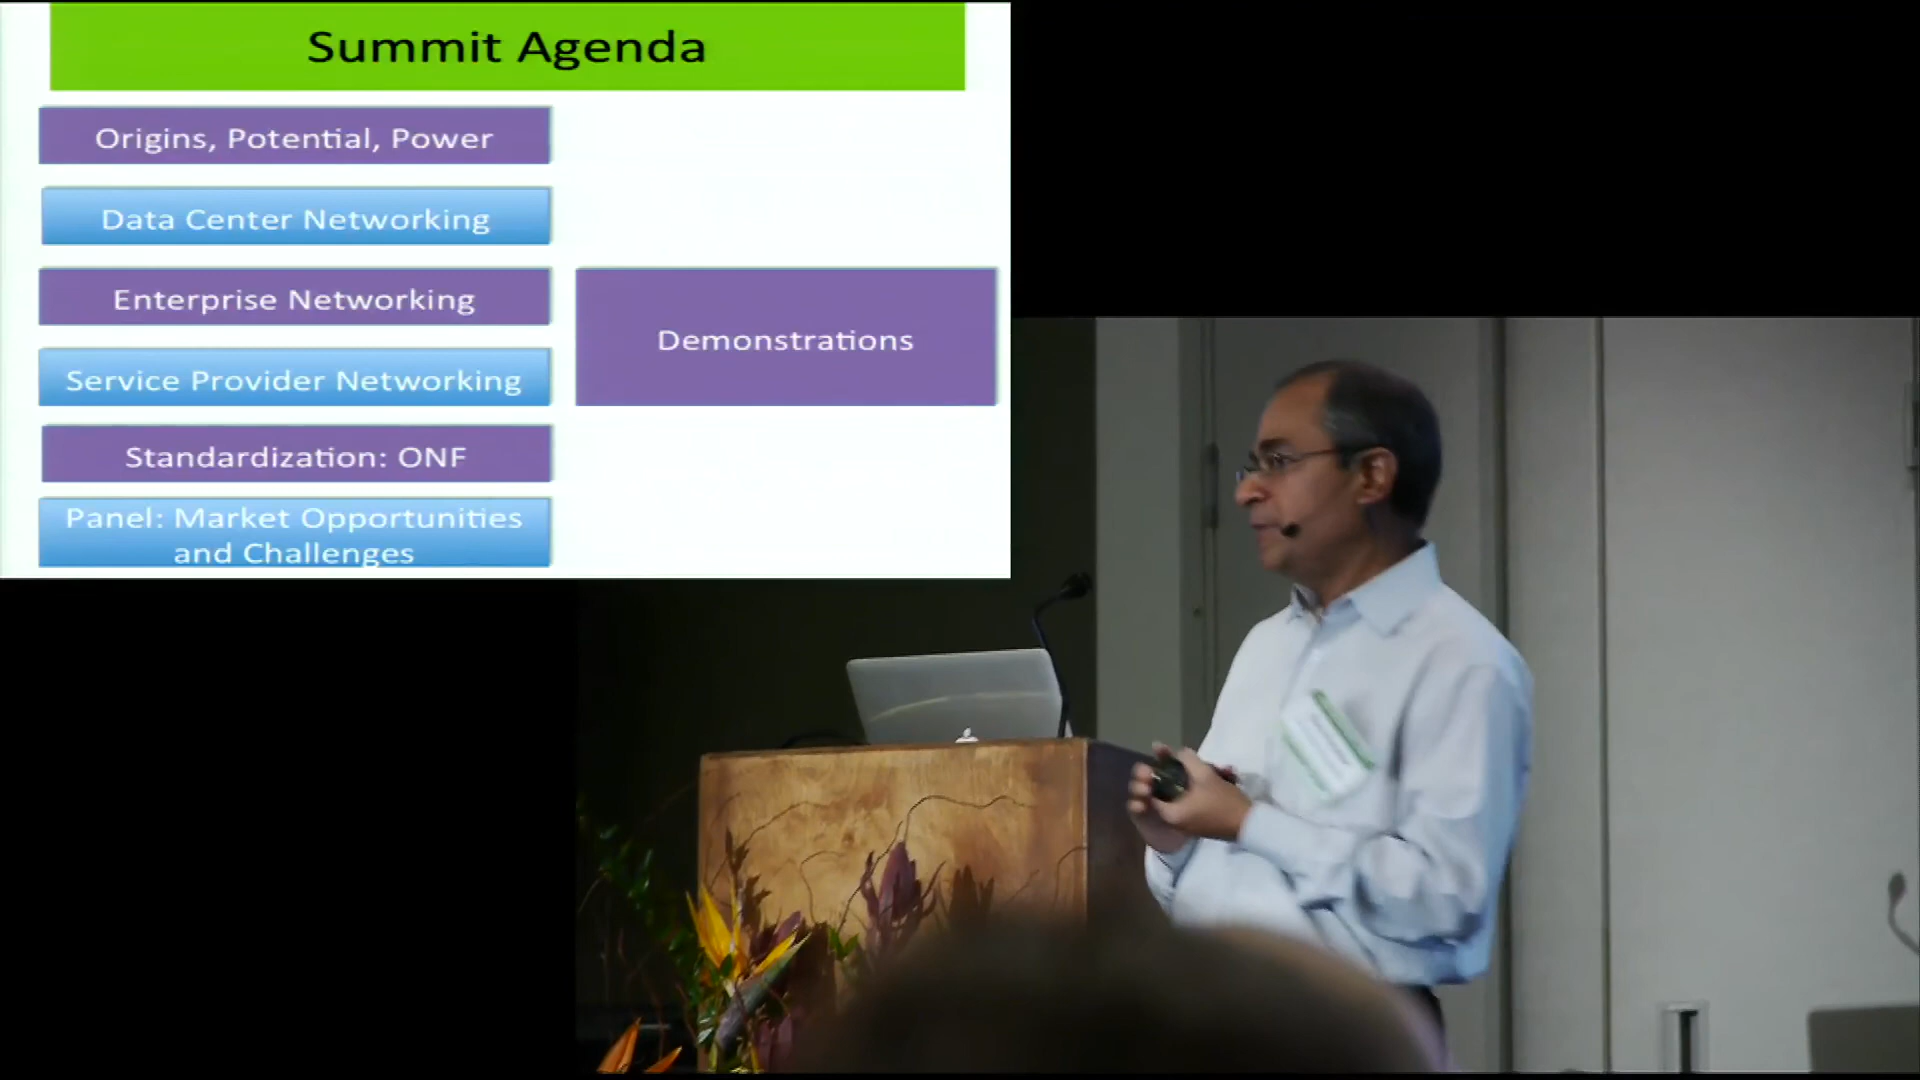 Summit Agenda
Origins, Potential, Power
Data Center Networking
Enterprise Networking
Service Provider Networking
Standardization: ONF
Panel: Market Opportunities
and Challenges
Demonstrations